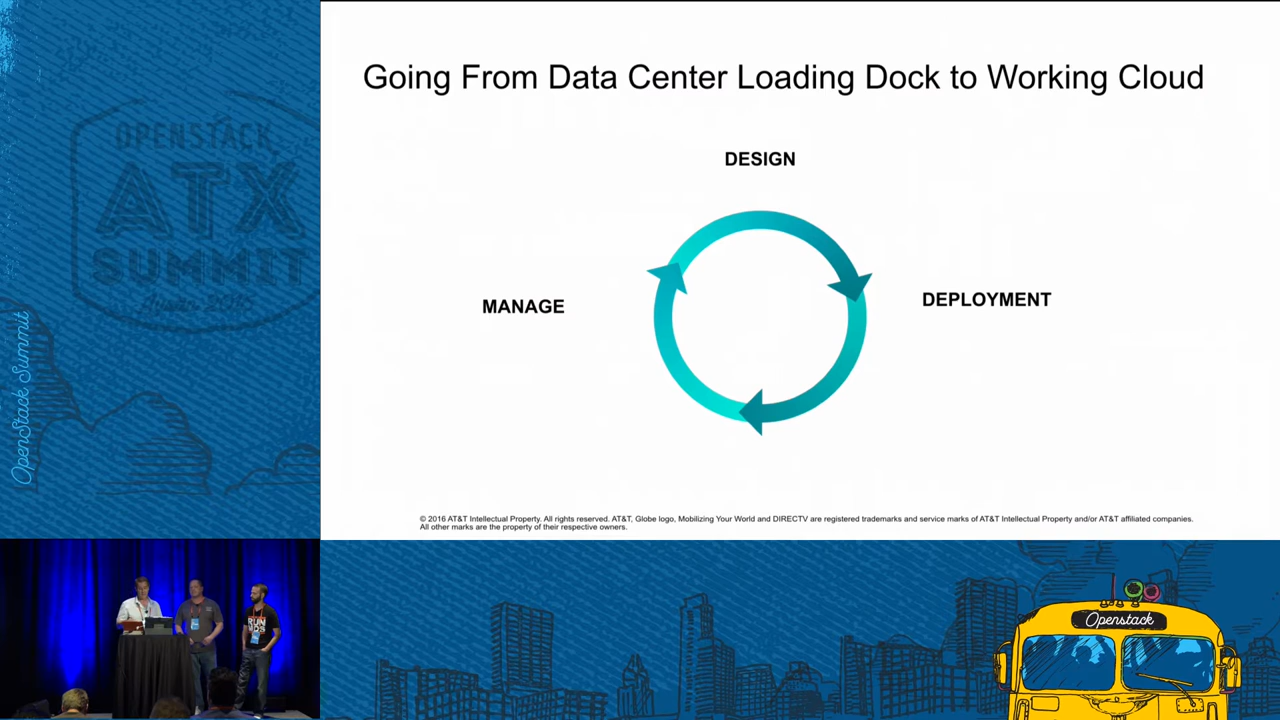 Going From Data Center Loading Dock to Working Cloud
DESIGN
MANAGE
DEPLOYMENT
© 2016 AT&T Intellectual Property. All rights reserved. AT&T, Globe logo, Mobilizing Your World and DIRECTV are registered trademarks and service marks of AT&T Intellectual Property and/or AT&T affiliated companies.
All other marks are the property of their respective owners.
OPENSTACK
ATX
SUMMIT
OpenStack Summit
Openstack
RUN